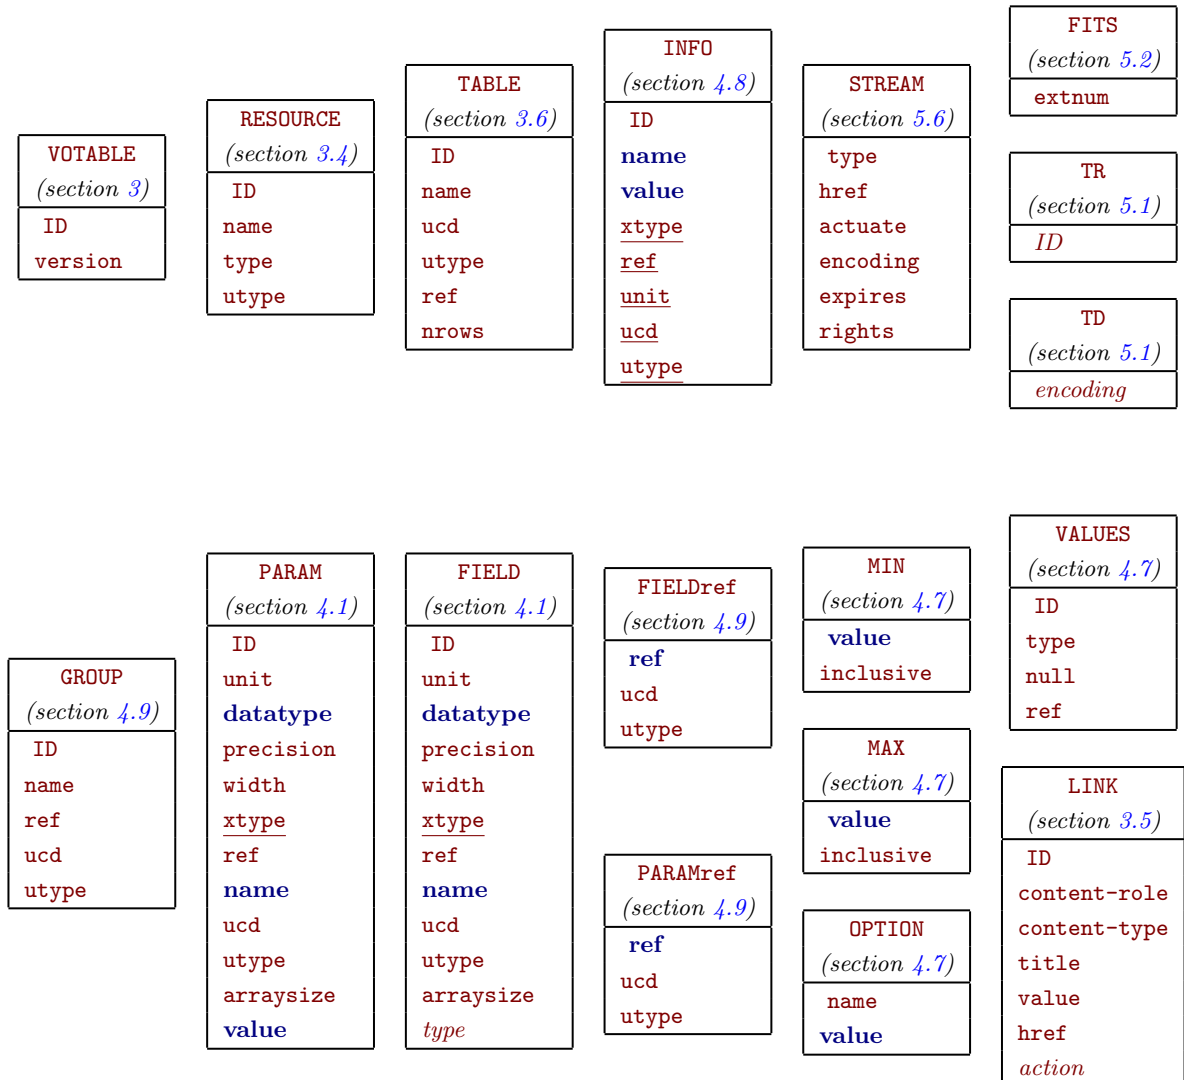 VOTABLE
(section 3)
ID
version
RESOURCE
(section 3.4)
ID
name
type
utype
TABLE
(section 3.6)
ID
name
ucd
utype
ref
nrows
INFO
(section 4.8)
ID
name
value
xtype
ref
unit
ucd
utype
STREAM
(section 5.6)
type
href
actuate
encoding
expires
rights
FITS
(section 5.2)
extnum
TR
(section 5.1)
ID
TD
(section 5.1)
encoding
GROUP
(section 4.9)
ID
name
ref
ucd
utype
PARAM
(section 4.1)
ID
unit
datatype
precision
width
xtype
ref
name
ucd
utype
arraysize
value
FIELD
(section 4.1)
ID
unit
datatype
precision
width
xtype
ref
name
ucd
utype
arraysize
type
FIELDref
(section 4.9)
ref
ucd
utype
PARAMref
(section 4.9)
ref
ucd
utype
MIN
(section 4.7)
value
inclusive
MAX
(section 4.7)
value
inclusive
OPTION
(section 4.7)
name
value
VALUES
(section 4.7)
ID
type
null
ref
LINK
(section 3.5)
ID
content-role
content-type
title
value
href
action